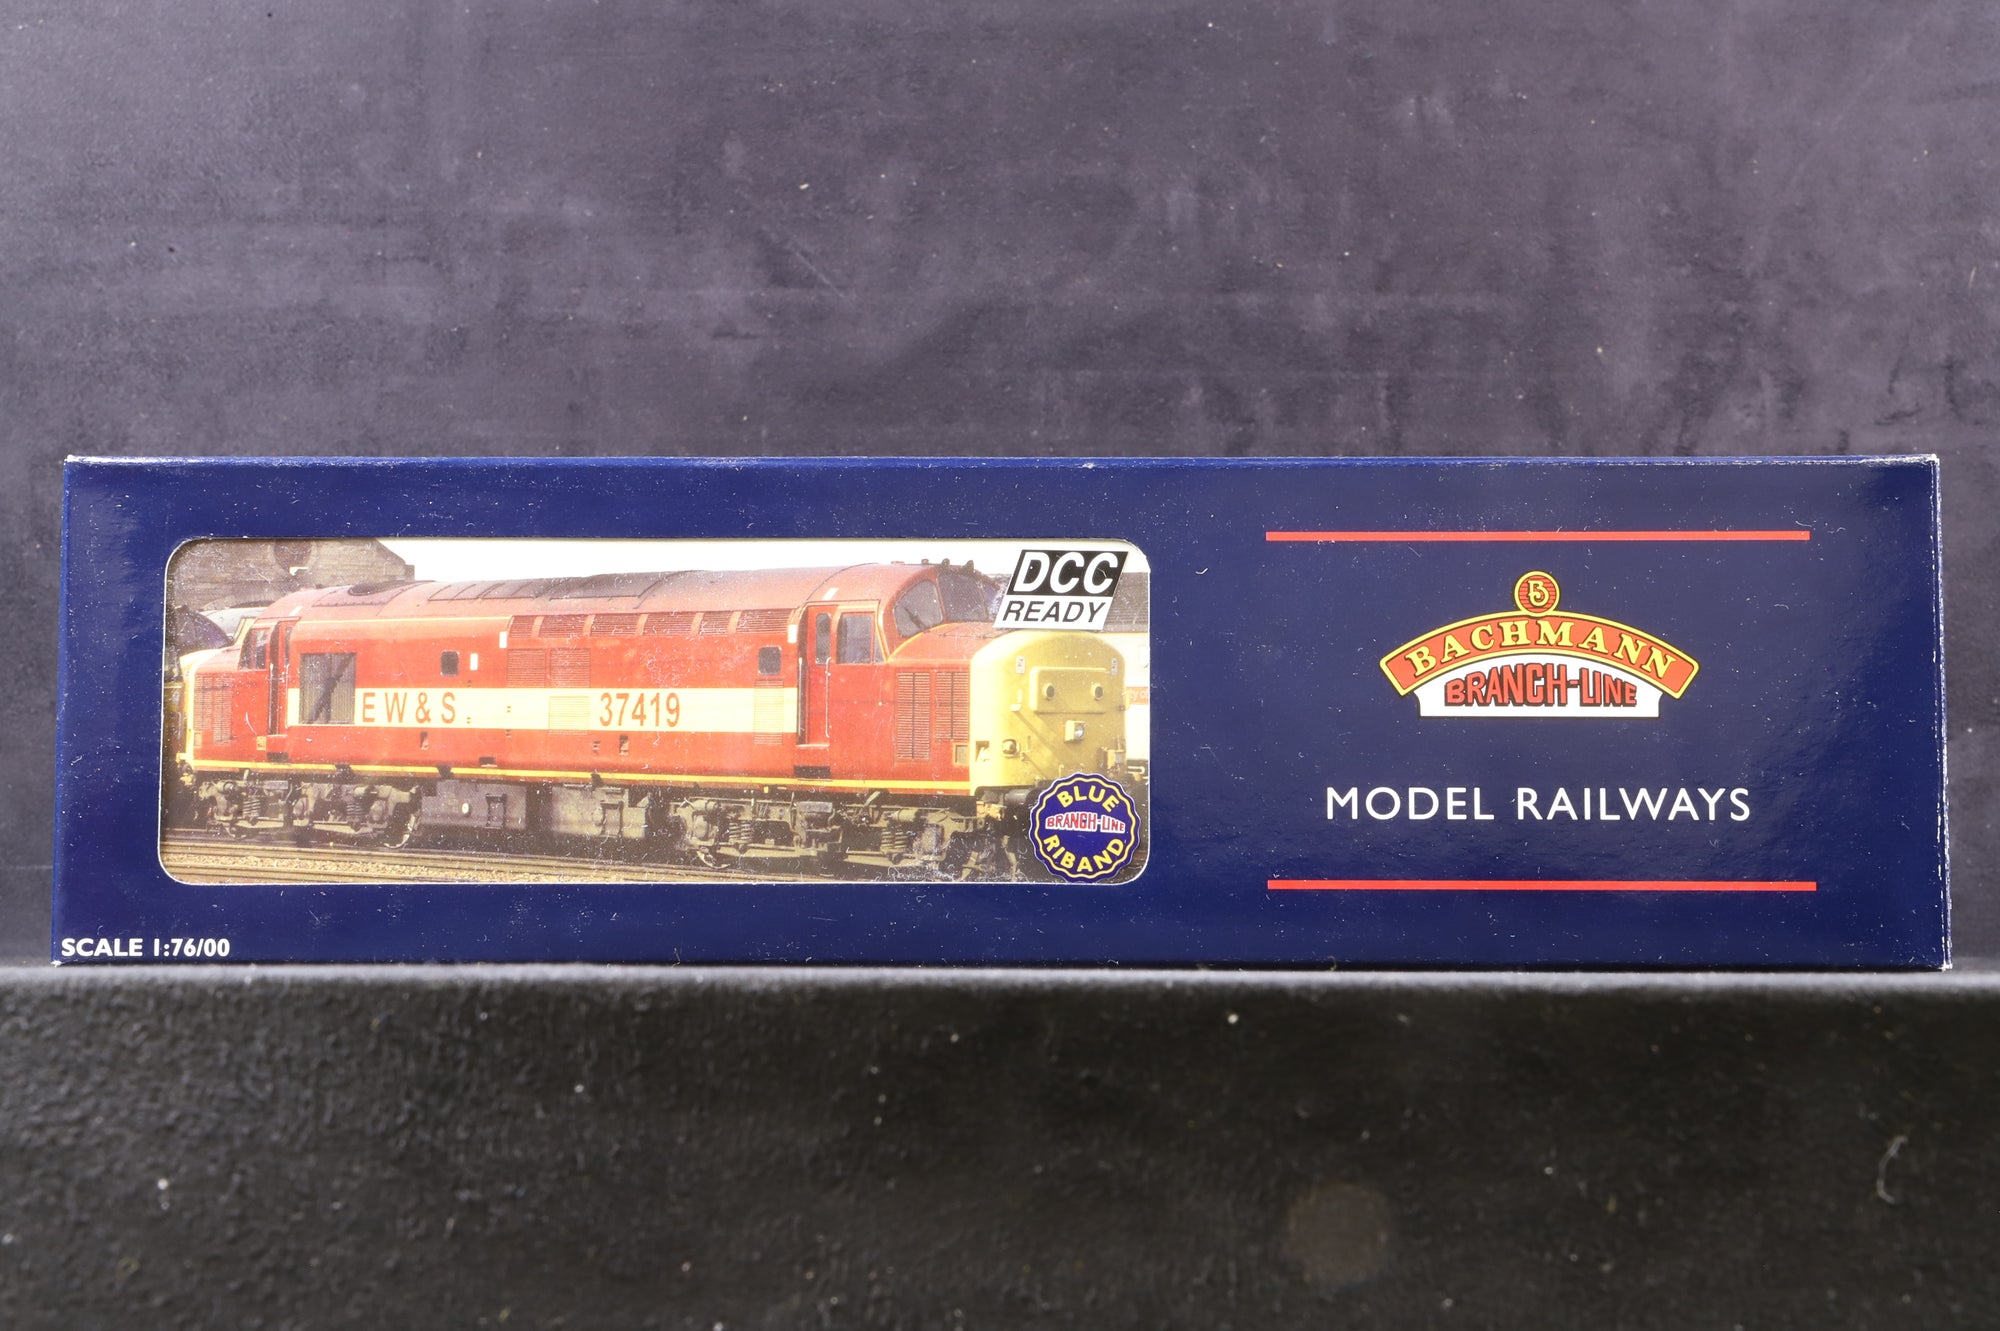 DCC
READY
EW&S 37419
BLUE
BRANCH-LINE
RIBAND
SCALE 1:76/00
B
BACHMANN
BRANCH-LINE
MODEL RAILWAYS